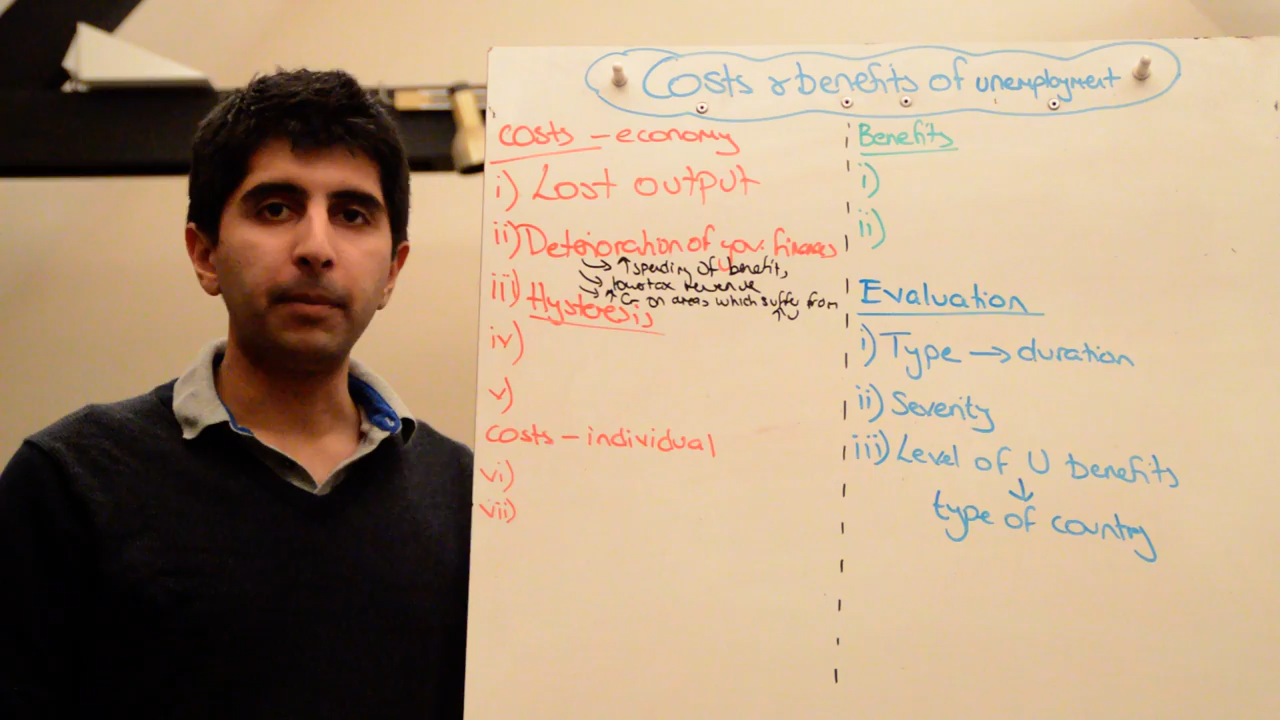 Costs & benefits of unemployment
Costs - economy
i) Lost output
ii) Deterioration of gov. finances
→ ↑ spending of benefits
→ low tax revenue
→ ↑ G on areas which suffer from
↑ U
iii) Hysteresis
iv)
v)
Costs - individual
vi)
vii)
Benefits
i)
ii)
Evaluation
i) Type → duration
ii) Severity
iii) Level of U benefits
↓
type of country